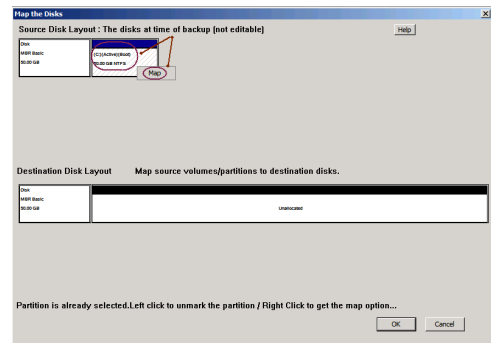 Map the Disks
Source Disk Layout : The disks at time of backup (not editable)
Help
Disk
MBR Basic
50.00 GB
(C:)(Active)(Boot)
50.00 GB NTFS
Map
Destination Disk Layout Map source volumes/partitions to destination disks.
Disk
MBR Basic
50.00 GB
Unallocated
Partition is already selected.Left click to unmark the partition / Right Click to get the map option...
OK Cancel